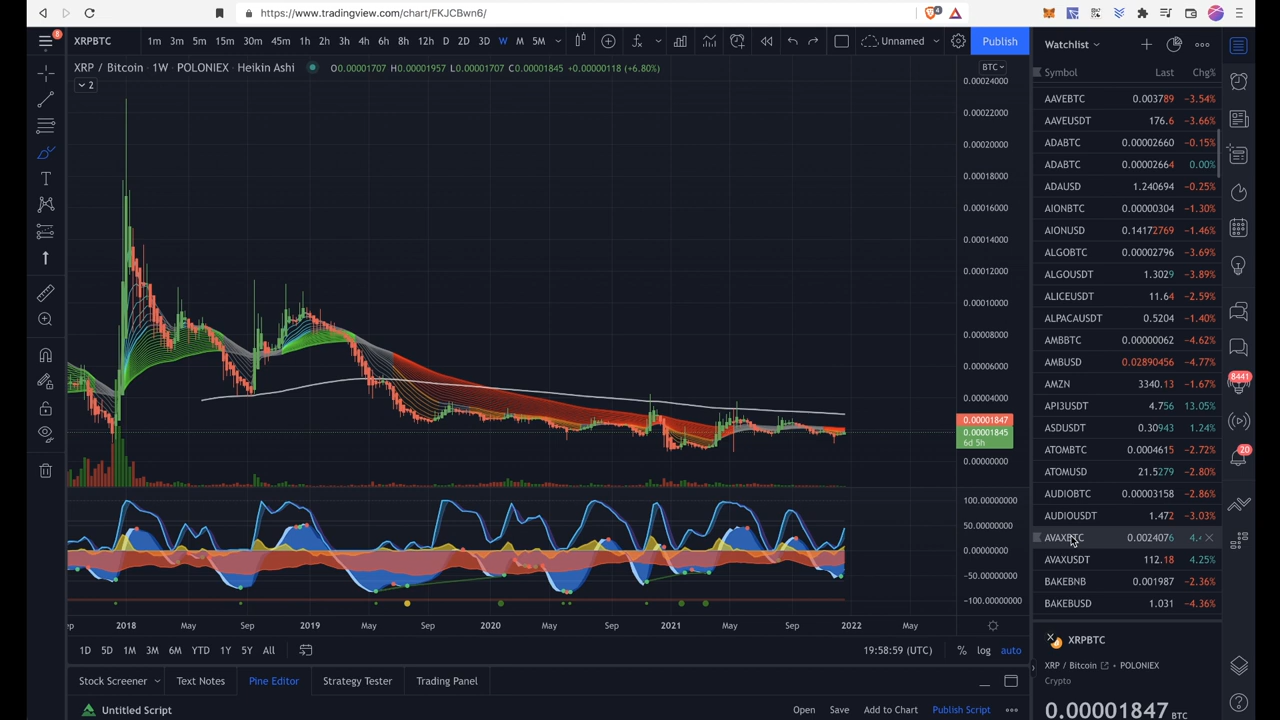 https://www.tradingview.com/chart/FKJCBwn6/
8
XRPBTC 1m 3m 5m 15m 30m 45m 1h 2h 3h 4h 6h 8h 12h D 2D 3D W M 5M Unnamed Publish
Watchlist
XRP / Bitcoin · 1W · POLONIEX · Heikin Ashi O0.00001707 H0.00001957 L0.00001707 C0.00001845 +0.00000118 (+6.80%)
BTC
2
Symbol Last Chg%
AAVEBTC 0.003789 −3.54%
AAVEUSDT 176.6 −3.66%
ADABTC 0.00002660 −0.15%
ADABTC 0.00002664 0.00%
ADAUSD 1.240694 −0.25%
AIONBTC 0.00000304 −1.30%
AIONUSD 0.14172769 −1.46%
ALGOBTC 0.00002796 −3.69%
ALGOUSDT 1.3029 −3.89%
ALICEUSDT 11.64 −2.59%
ALPACAUSDT 0.5204 −1.40%
AMBBTC 0.00000062 −4.62%
AMBUSD 0.02890456 −4.77%
AMZN 3340.13 −1.67%
API3USDT 4.756 13.05%
ASDUSDT 0.30943 1.24%
ATOMBTC 0.0004615 −2.72%
ATOMUSD 21.5279 −2.80%
AUDIOBTC 0.00003158 −2.86%
AUDIOUSDT 1.472 −3.03%
AVAXBTC 0.0024076
AVAXUSDT 112.18 4.25%
BAKEBNB 0.001987 −2.36%
BAKEBUSD 1.031 −4.36%
8441
20
0.00024000
0.00022000
0.00020000
0.00018000
0.00016000
0.00014000
0.00012000
0.00010000
0.00008000
0.00006000
0.00004000
0.00001847
0.00001845
6d 5h
0.00000000
100.00000000
50.00000000
0.00000000
−50.00000000
−100.00000000
2018 May Sep 2019 May Sep 2020 May Sep 2021 May Sep 2022 May
1D 5D 1M 3M 6M YTD 1Y 5Y All 19:58:59 (UTC) % log auto
Stock Screener Text Notes Pine Editor Strategy Tester Trading Panel
Untitled Script Open Save Add to Chart Publish Script
XRPBTC
XRP / Bitcoin • POLONIEX
Crypto
0.00001847 BTC